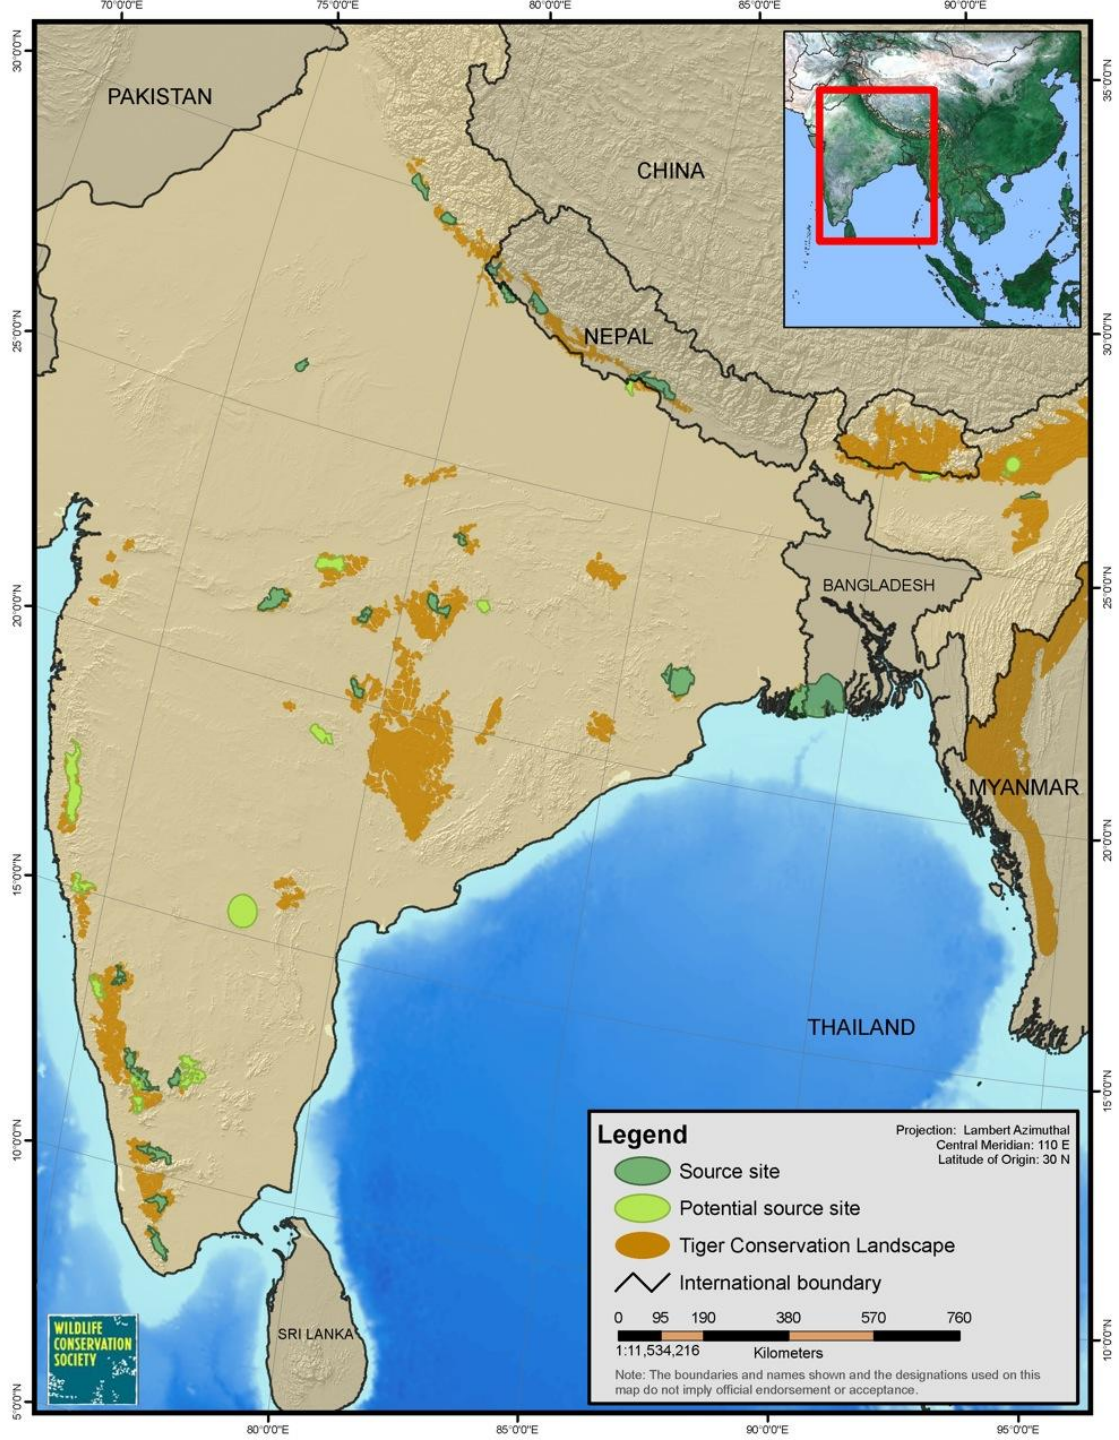 70°0'0"E
75°0'0"E
80°0'0"E
85°0'0"E
90°0'0"E
30°0'0"N
35°0'0"N
PAKISTAN
CHINA
25°0'0"N
30°0'0"N
NEPAL
20°0'0"N
25°0'0"N
BANGLADESH
MYANMAR
20°0'0"N
15°0'0"N
THAILAND
15°0'0"N
10°0'0"N
Legend
Projection: Lambert Azimuthal
Central Meridian: 110 E
Latitude of Origin: 30 N
Source site
Potential source site
Tiger Conservation Landscape
International boundary
0 95 190 380 570 760
1:11,534,216 Kilometers
Note: The boundaries and names shown and the designations used on this
map do not imply official endorsement or acceptance.
WILDLIFE
CONSERVATION
SOCIETY
SRI LANKA
10°0'0"N
5°0'0"N
80°0'0"E
85°0'0"E
90°0'0"E
95°0'0"E